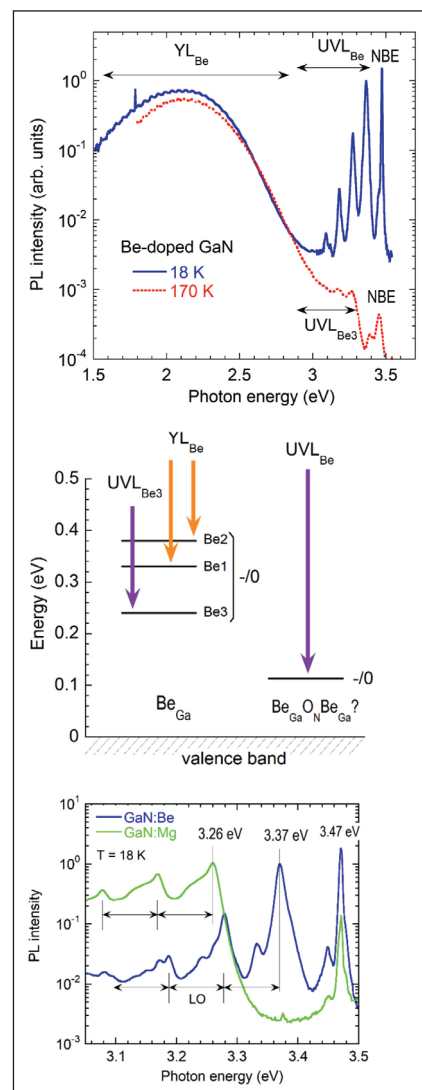 YL_Be
UVL_Be NBE
10^0
10^-1
10^-2
10^-3
10^-4
PL intensity (arb. units)
Be-doped GaN
18 K
170 K
NBE
UVL_Be3
1.5 2.0 2.5 3.0 3.5
Photon energy (eV)
YL_Be
UVL_Be
UVL_Be3
0.5
0.4
0.3
0.2
0.1
0
Energy (eV)
Be2
Be1
Be3
-/0
-/0
Be_Ga
Be_GaO_NBe_Ga?
valence band
10^1
10^0
10^-1
10^-2
10^-3
PL intensity
GaN:Be
GaN:Mg
T = 18 K
3.26 eV
3.37 eV
3.47 eV
LO
3.1 3.2 3.3 3.4 3.5
Photon energy (eV)